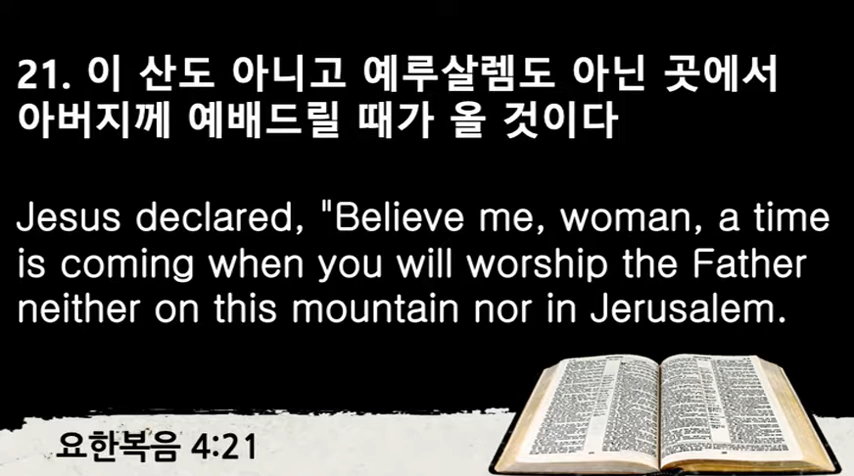 21. 이 산도 아니고 예루살렘도 아닌 곳에서
아버지께 예배드릴 때가 올 것이다
Jesus declared, "Believe me, woman, a time
is coming when you will worship the Father
neither on this mountain nor in Jerusalem.
요한복음 4:21